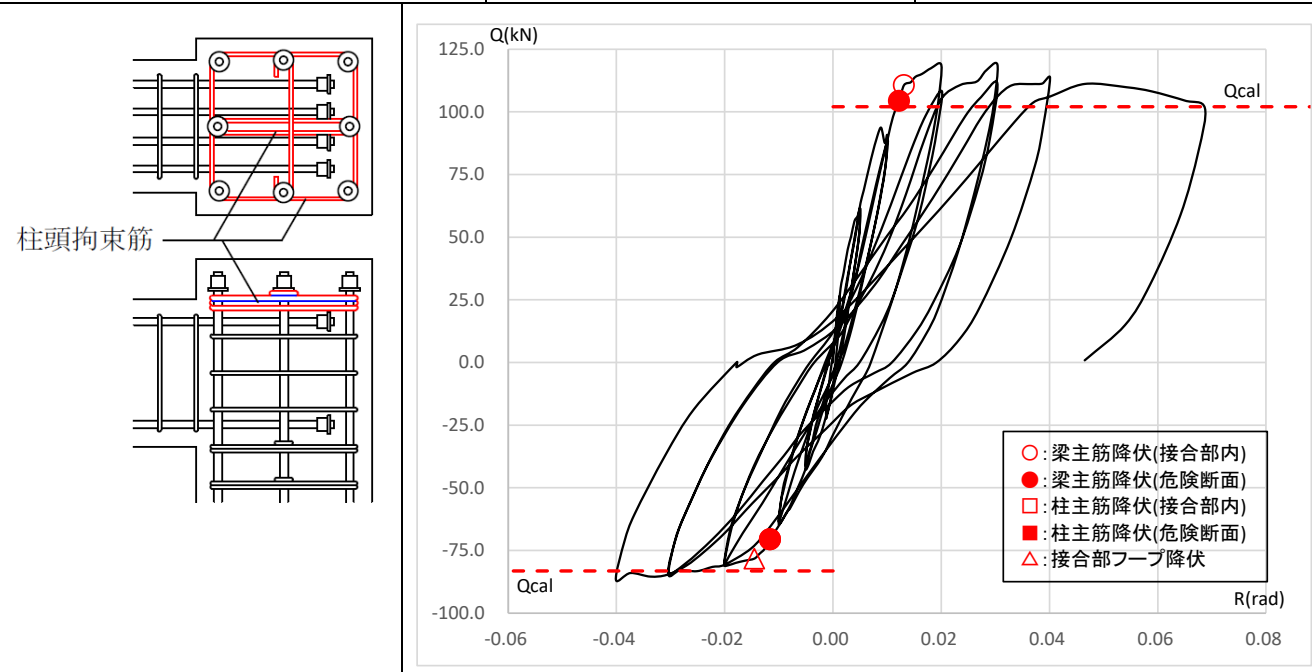 柱頭拘束筋
Q(kN)
125.0
100.0
75.0
50.0
25.0
0.0
-25.0
-50.0
-75.0
-100.0
Qcal
Qcal
○:梁主筋降伏(接合部内)
●:梁主筋降伏(危険断面)
□:柱主筋降伏(接合部内)
■:柱主筋降伏(危険断面)
△:接合部フープ降伏
R(rad)
-0.06 -0.04 -0.02 0.00 0.02 0.04 0.06 0.08